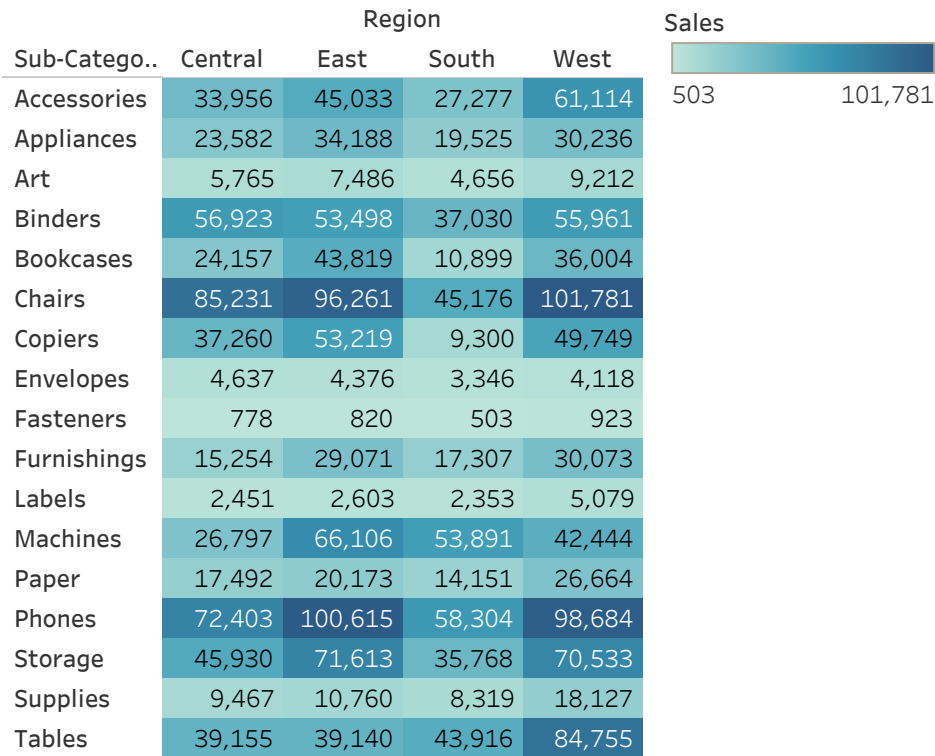 Region
Sub-Catego.. Central East South West
Accessories 33,956 45,033 27,277 61,114
Appliances 23,582 34,188 19,525 30,236
Art 5,765 7,486 4,656 9,212
Binders 56,923 53,498 37,030 55,961
Bookcases 24,157 43,819 10,899 36,004
Chairs 85,231 96,261 45,176 101,781
Copiers 37,260 53,219 9,300 49,749
Envelopes 4,637 4,376 3,346 4,118
Fasteners 778 820 503 923
Furnishings 15,254 29,071 17,307 30,073
Labels 2,451 2,603 2,353 5,079
Machines 26,797 66,106 53,891 42,444
Paper 17,492 20,173 14,151 26,664
Phones 72,403 100,615 58,304 98,684
Storage 45,930 71,613 35,768 70,533
Supplies 9,467 10,760 8,319 18,127
Tables 39,155 39,140 43,916 84,755
Sales
503 101,781